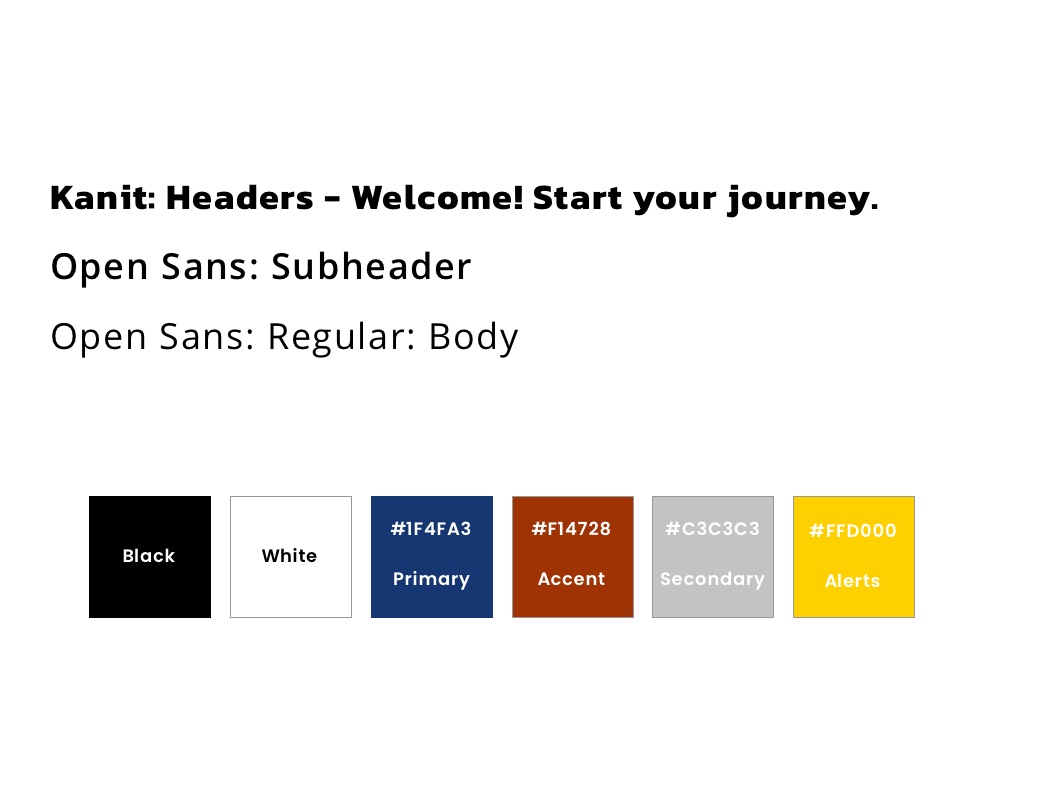 Kanit: Headers - Welcome! Start your journey.
Open Sans: Subheader
Open Sans: Regular: Body
Black
White
#1F4FA3
Primary
#F14728
Accent
#C3C3C3
Secondary
#FFD000
Alerts